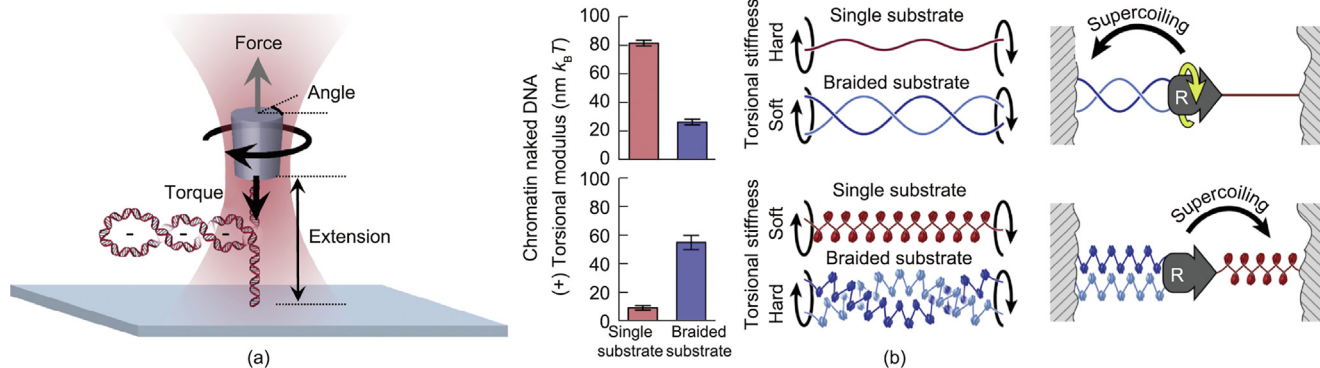 Force
Angle
Torque
Extension
- - -
(a)
Chromatin naked DNA
(+) Torsional modulus (nm kBT)
100
80
60
40
20
0
100
80
60
40
20
0
Single
substrate
Braided
substrate
Torsional stiffness
Hard
Soft
Single substrate
Braided substrate
Supercoiling
R
Torsional stiffness
Soft
Hard
Single substrate
Braided substrate
Supercoiling
R
(b)